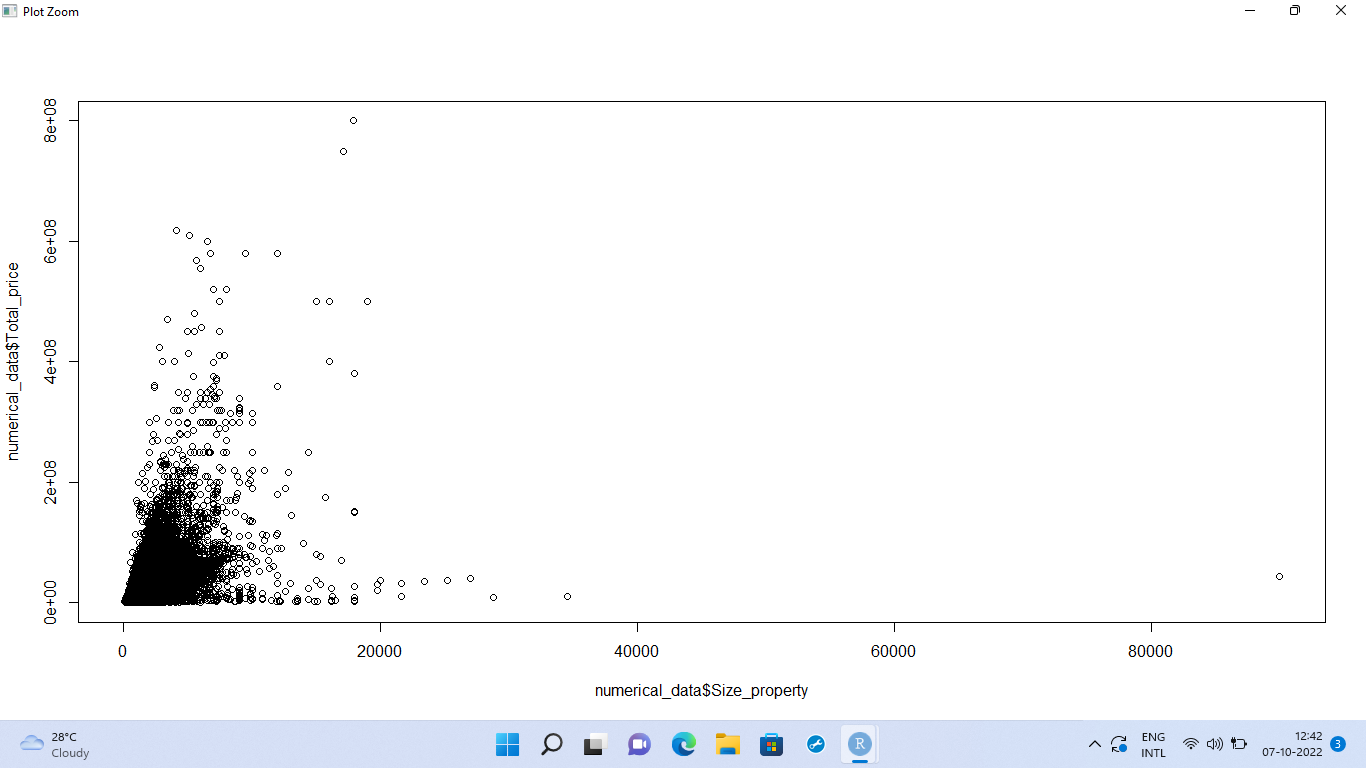 Plot Zoom
8e+08
6e+08
4e+08
2e+08
0e+00
numerical_data$Total_price
0 20000 40000 60000 80000
numerical_data$Size_property
28°C
Cloudy
R
ENG
INTL
12:42
07-10-2022
3